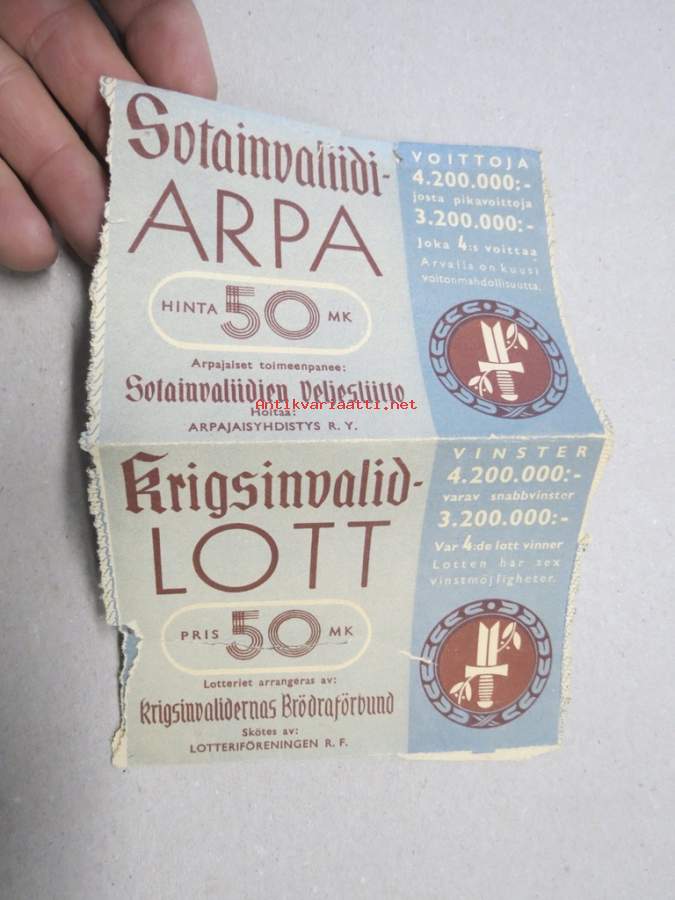 Sotainvaliidi-
ARPA
HINTA 50 MK
Arpajaiset toimeenpanee:
Sotainvaliidien Veljesliitto
Hoitaa:
ARPAJAISYHDISTYS R. Y.
VOITTOJA
4.200.000:-
josta pikavoittoja
3.200.000:-
Joka 4:s voittaa
Arvalla on kuusi
voitonmahdollisuutta.
Antikvariaatti.net
Krigsinvalid-
LOTT
PRIS 50 MK
Lotteriet arrangeras av:
Krigsinvalidernas Brödraförbund
Skötes av:
LOTTERIFÖRENINGEN R. F.
VINSTER
4.200.000:-
varav snabbvinster
3.200.000:-
Var 4:de lott vinner
Lotten har sex
vinstmöjligheter.